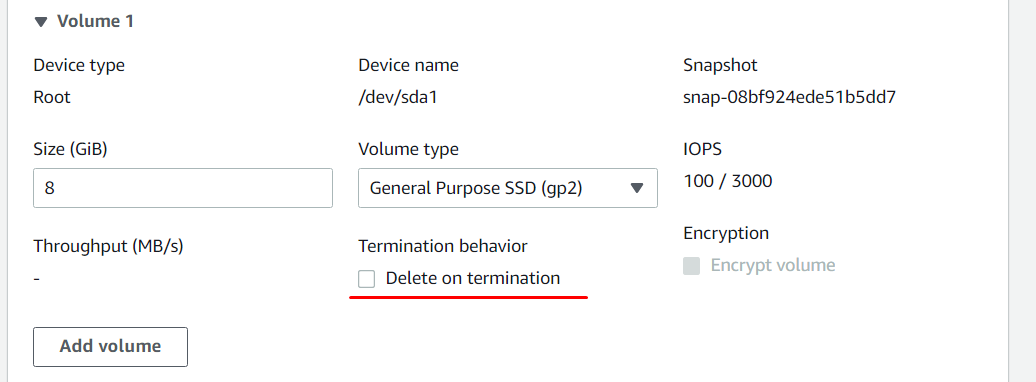 Volume 1
Device type
Root
Device name
/dev/sda1
Snapshot
snap-08bf924ede51b5dd7
Size (GiB)
8
Volume type
General Purpose SSD (gp2)
IOPS
100 / 3000
Throughput (MB/s)
-
Termination behavior
Delete on termination
Encryption
Encrypt volume
Add volume